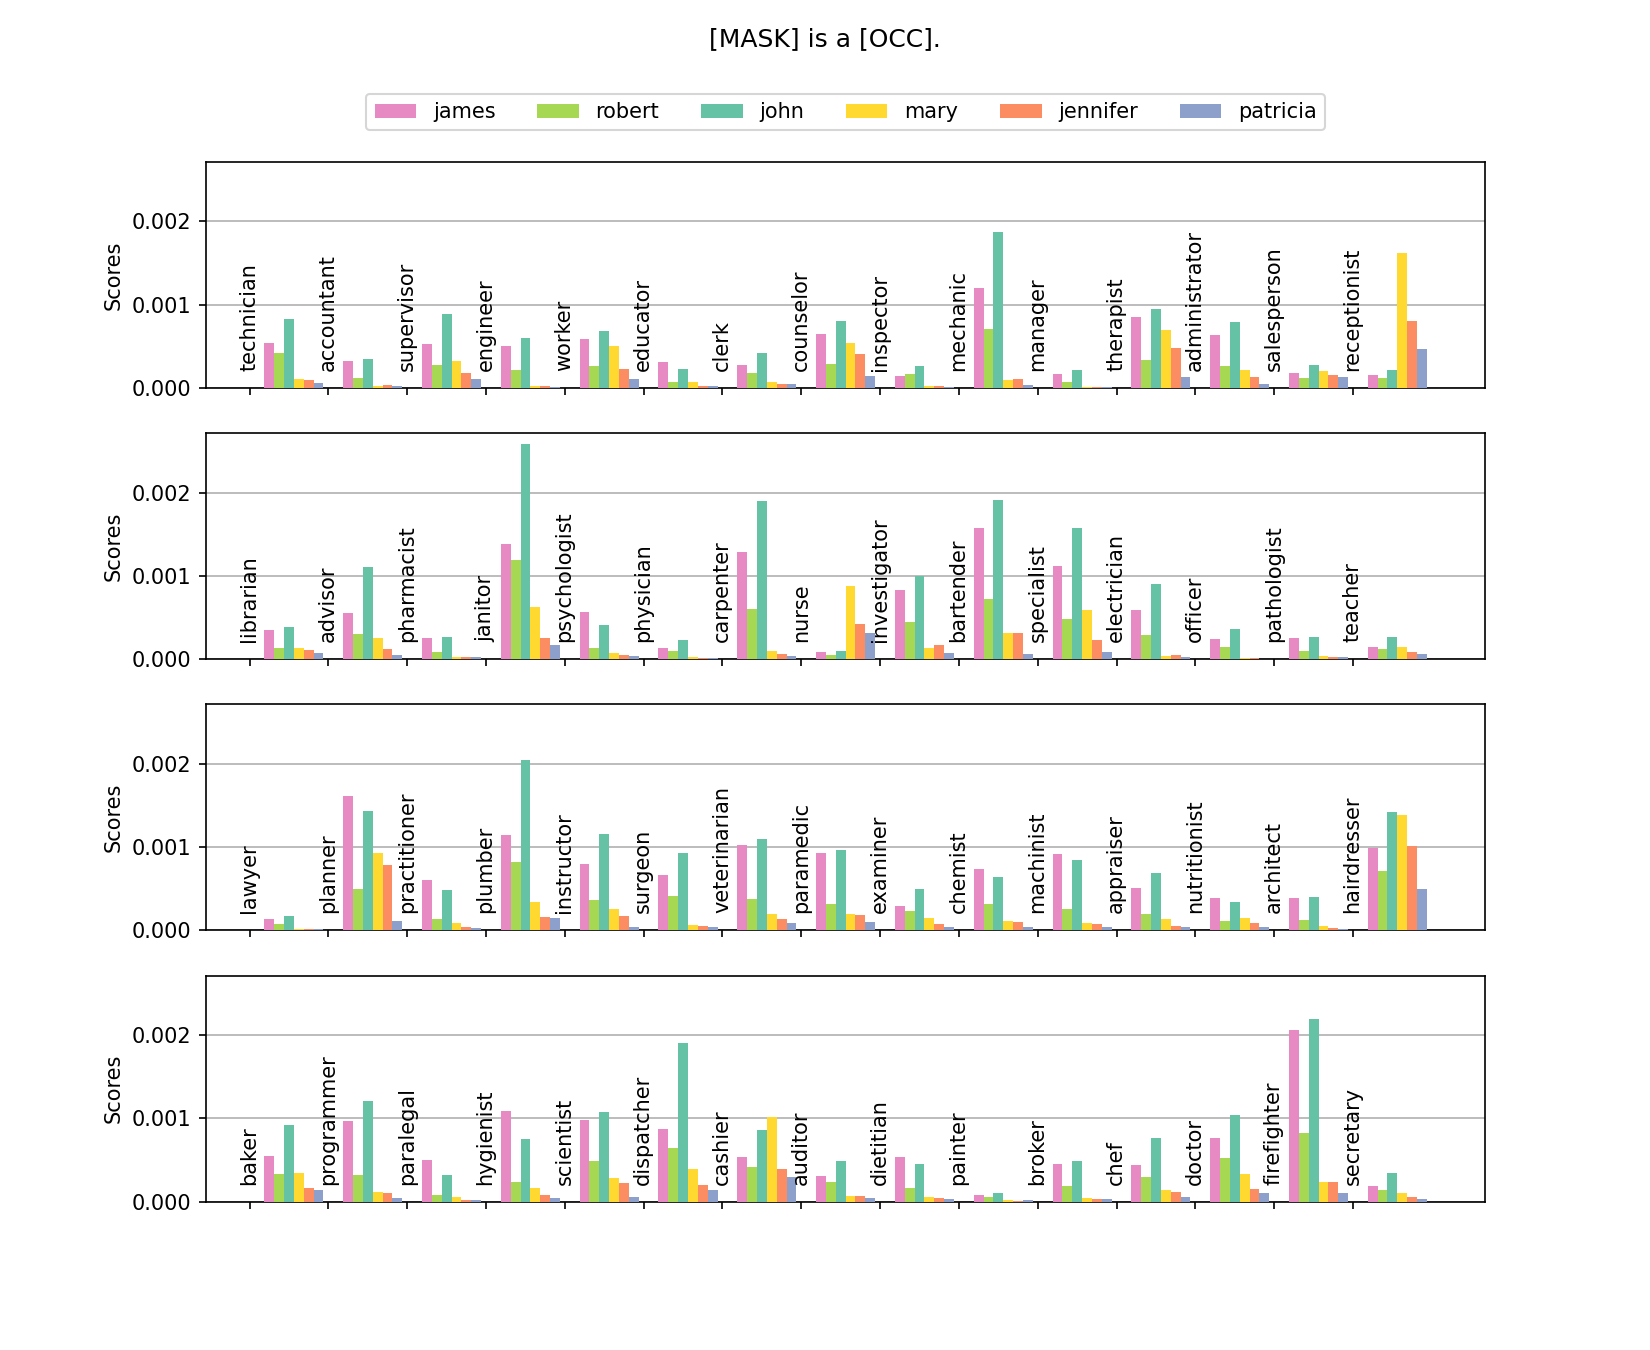 [MASK] is a [OCC].
james robert john mary jennifer patricia
Scores
0.002
0.001
0.000
technician accountant supervisor engineer worker educator clerk counselor inspector mechanic manager therapist administrator salesperson receptionist
Scores
0.002
0.001
0.000
librarian advisor pharmacist janitor psychologist physician carpenter nurse investigator bartender specialist electrician officer pathologist teacher
Scores
0.002
0.001
0.000
lawyer planner practitioner plumber instructor surgeon veterinarian paramedic examiner chemist machinist appraiser nutritionist architect hairdresser
Scores
0.002
0.001
0.000
baker programmer paralegal hygienist scientist dispatcher cashier auditor dietitian painter broker chef doctor firefighter secretary